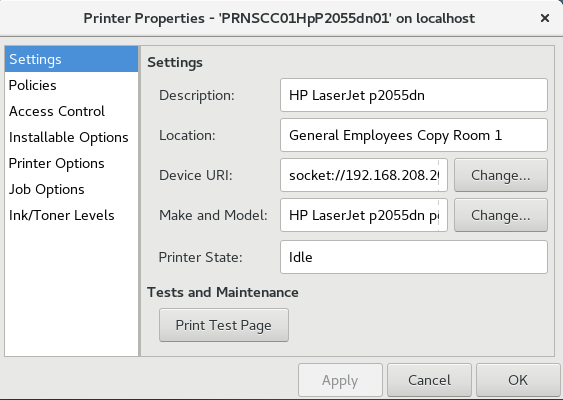 Printer Properties - 'PRNSCC01HpP2055dn01' on localhost
Settings
Policies
Access Control
Installable Options
Printer Options
Job Options
Ink/Toner Levels
Settings
Description: HP LaserJet p2055dn
Location: General Employees Copy Room 1
Device URI: socket://192.168.208.2 Change...
Make and Model: HP LaserJet p2055dn Change...
Printer State: Idle
Tests and Maintenance
Print Test Page
Apply Cancel OK